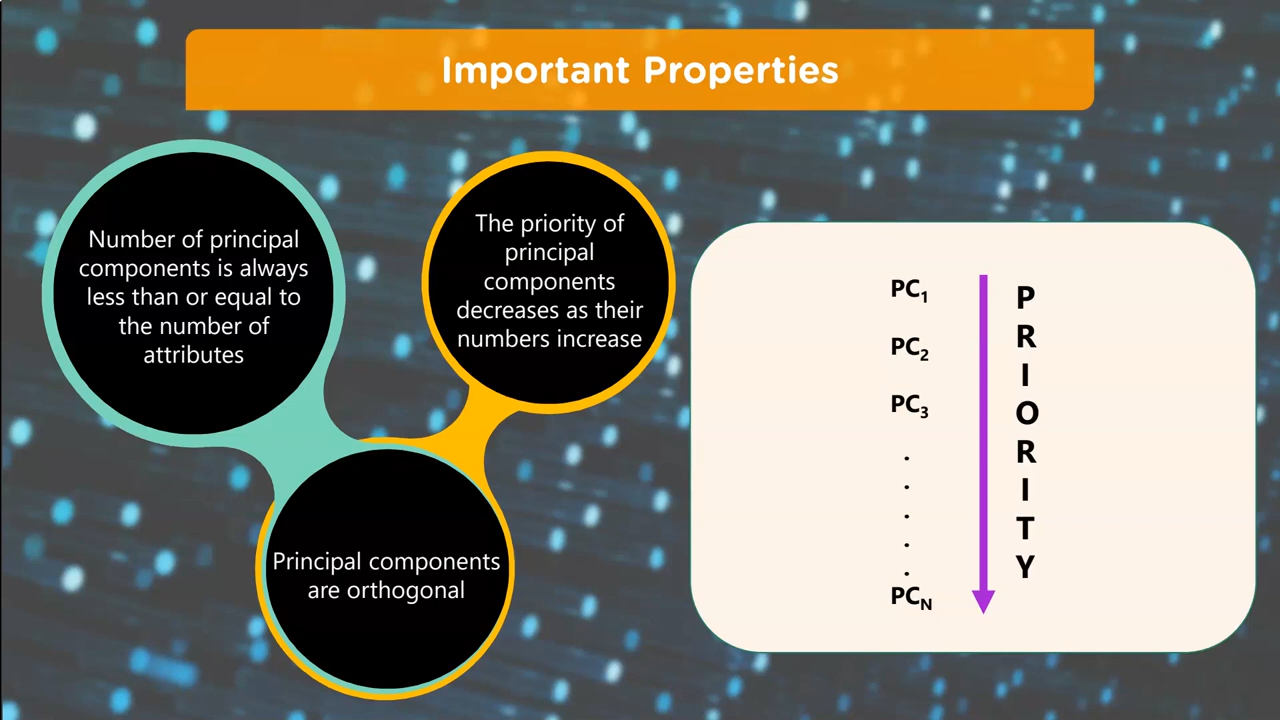 Important Properties
Number of principal
components is always
less than or equal to
the number of
attributes
The priority of
principal
components
decreases as their
numbers increase
Principal components
are orthogonal
PC₁
PC₂
PC₃
.
.
.
.
.
PC_N
P
R
I
O
R
I
T
Y